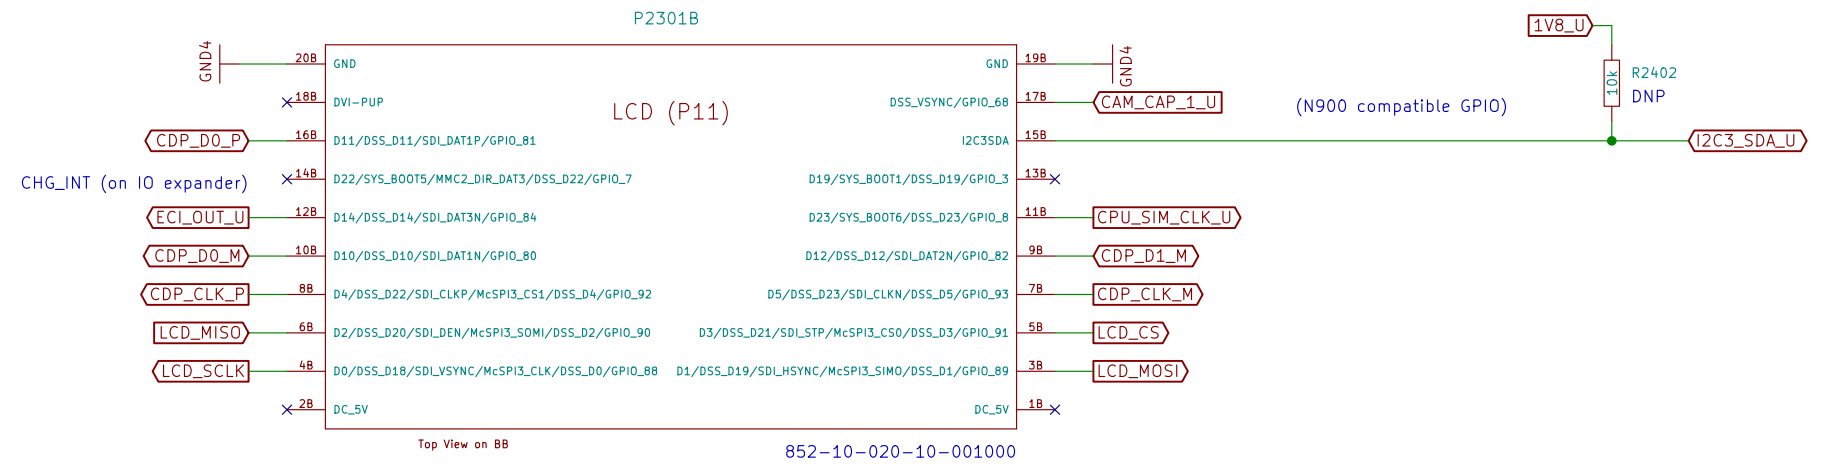 P2301B
1V8_U
GND4
20B
GND
GND
19B
GND4
10k
R2402
DNP
18B
DVI-PUP
LCD (P11)
DSS_VSYNC/GPIO_68
17B
CAM_CAP_1_U
(N900 compatible GPIO)
CDP_D0_P
16B
D11/DSS_D11/SDI_DAT1P/GPIO_81
I2C3SDA
15B
I2C3_SDA_U
CHG_INT (on IO expander)
14B
D22/SYS_BOOT5/MMC2_DIR_DAT3/DSS_D22/GPIO_7
D19/SYS_BOOT1/DSS_D19/GPIO_3
13B
ECI_OUT_U
12B
D14/DSS_D14/SDI_DAT3N/GPIO_84
D23/SYS_BOOT6/DSS_D23/GPIO_8
11B
CPU_SIM_CLK_U
CDP_D0_M
10B
D10/DSS_D10/SDI_DAT1N/GPIO_80
D12/DSS_D12/SDI_DAT2N/GPIO_82
9B
CDP_D1_M
CDP_CLK_P
8B
D4/DSS_D22/SDI_CLKP/McSPI3_CS1/DSS_D4/GPIO_92
D5/DSS_D23/SDI_CLKN/DSS_D5/GPIO_93
7B
CDP_CLK_M
LCD_MISO
6B
D2/DSS_D20/SDI_DEN/McSPI3_SOMI/DSS_D2/GPIO_90
D3/DSS_D21/SDI_STP/McSPI3_CS0/DSS_D3/GPIO_91
5B
LCD_CS
LCD_SCLK
4B
D0/DSS_D18/SDI_VSYNC/McSPI3_CLK/DSS_D0/GPIO_88
D1/DSS_D19/SDI_HSYNC/McSPI3_SIMO/DSS_D1/GPIO_89
3B
LCD_MOSI
2B
DC_5V
DC_5V
1B
Top View on BB
852-10-020-10-001000